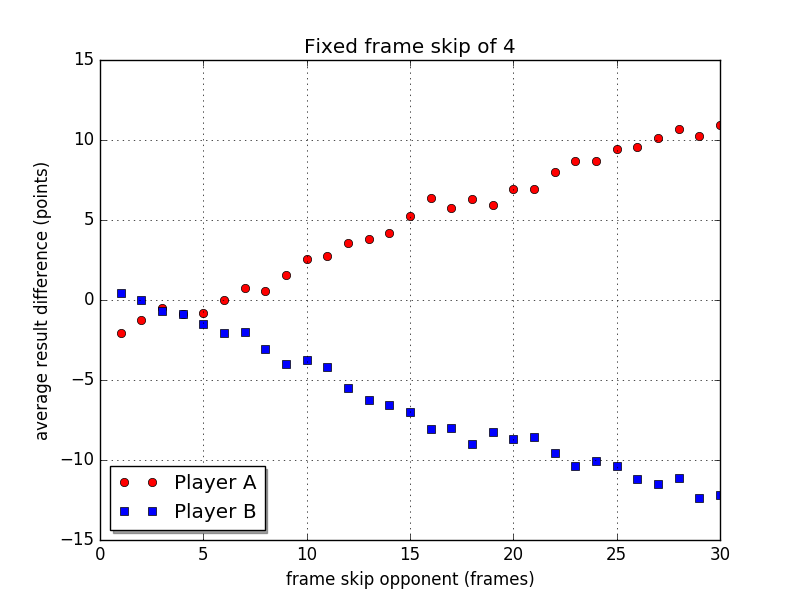 Fixed frame skip of 4
15
10
5
0
−5
−10
−15
average result difference (points)
Player A
Player B
0 5 10 15 20 25 30
frame skip opponent (frames)